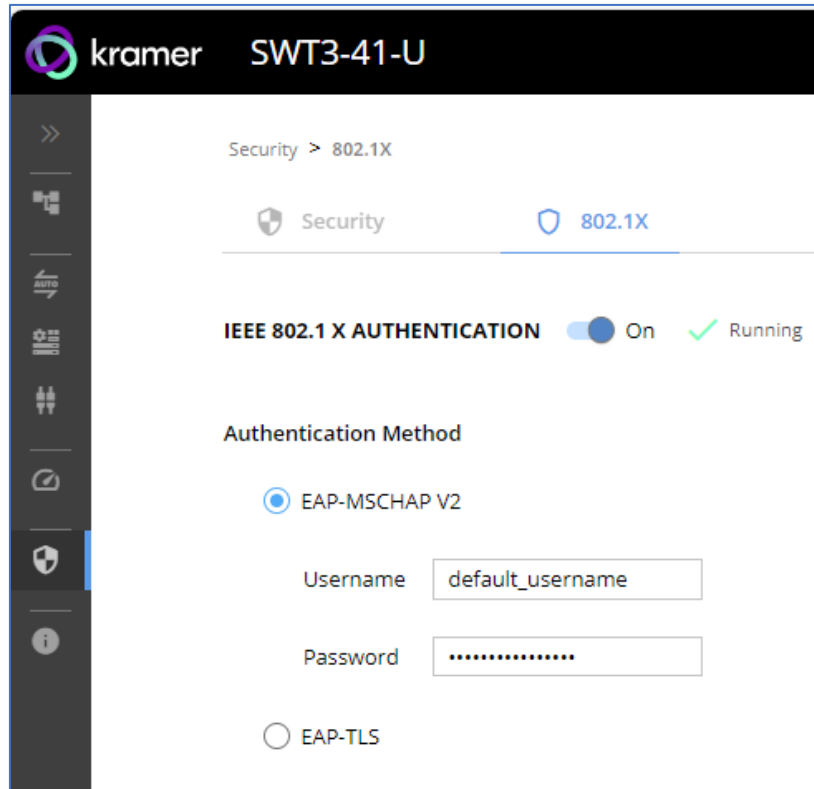 kramer SWT3-41-U
Security > 802.1X
Security 802.1X
AUTO
IEEE 802.1 X AUTHENTICATION On Running
Authentication Method
EAP-MSCHAP V2
Username default_username
Password ••••••••••••••••
EAP-TLS